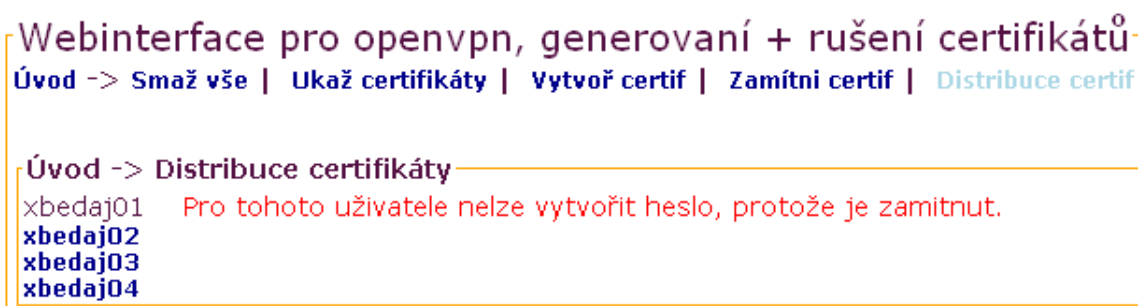 Webinterface pro openvpn, generovaní + rušení certifikátů
Úvod -> Smaž vše | Ukaž certifikáty | Vytvoř certif | Zamítni certif | Distribuce certif
Úvod -> Distribuce certifikáty
xbedaj01 Pro tohoto uživatele nelze vytvořit heslo, protože je zamitnut.
xbedaj02
xbedaj03
xbedaj04